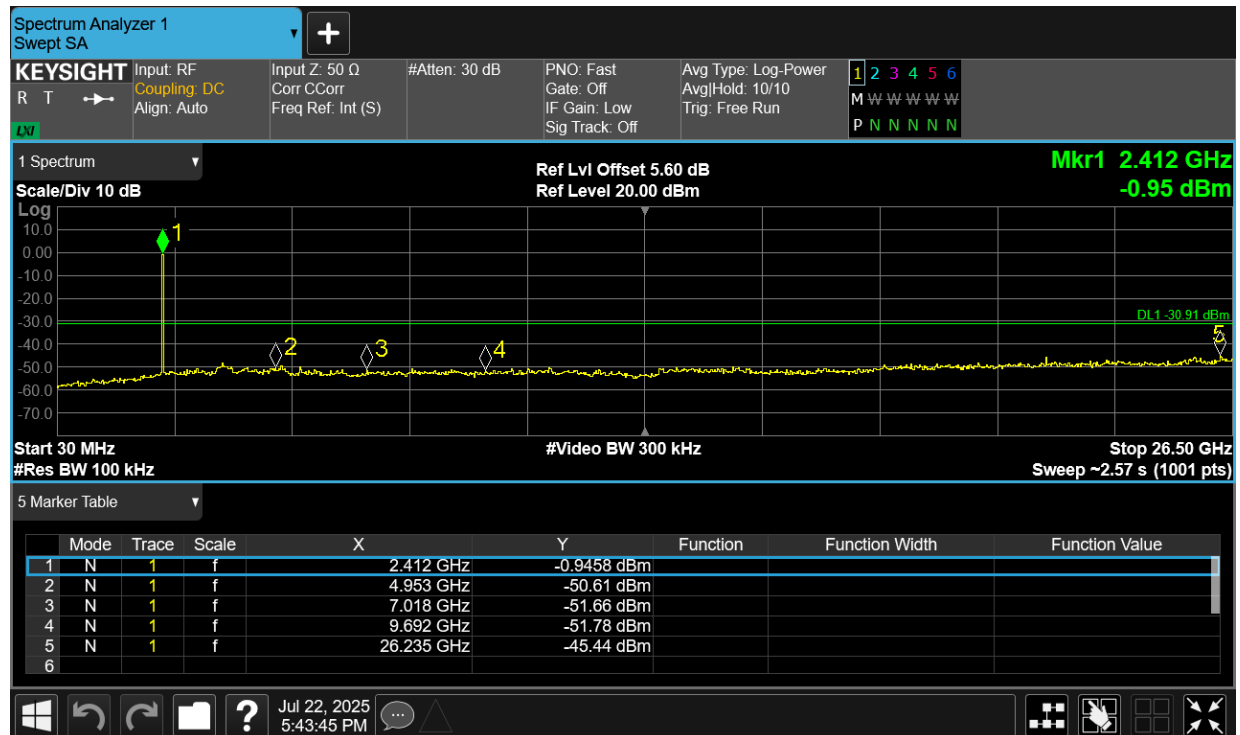 Spectrum Analyzer 1
Swept SA
KEYSIGHT
R T
LXI
Input: RF
Coupling: DC
Align: Auto
Input Z: 50 Ω
Corr CCorr
Freq Ref: Int (S)
#Atten: 30 dB
PNO: Fast
Gate: Off
IF Gain: Low
Sig Track: Off
Avg Type: Log-Power
Avg|Hold: 10/10
Trig: Free Run
1 2 3 4 5 6
M W W W W W
P N N N N N
1 Spectrum
Scale/Div 10 dB
Ref Lvl Offset 5.60 dB
Ref Level 20.00 dBm
Mkr1 2.412 GHz
-0.95 dBm
Log
10.0
0.00
-10.0
-20.0
-30.0
-40.0
-50.0
-60.0
-70.0
1
2
3
4
5
DL1 -30.91 dBm
Start 30 MHz
#Res BW 100 kHz
#Video BW 300 kHz
Stop 26.50 GHz
Sweep ~2.57 s (1001 pts)
5 Marker Table
Mode Trace Scale X Y Function Function Width Function Value
1 N 1 f 2.412 GHz -0.9458 dBm
2 N 1 f 4.953 GHz -50.61 dBm
3 N 1 f 7.018 GHz -51.66 dBm
4 N 1 f 9.692 GHz -51.78 dBm
5 N 1 f 26.235 GHz -45.44 dBm
6
?
Jul 22, 2025
5:43:45 PM